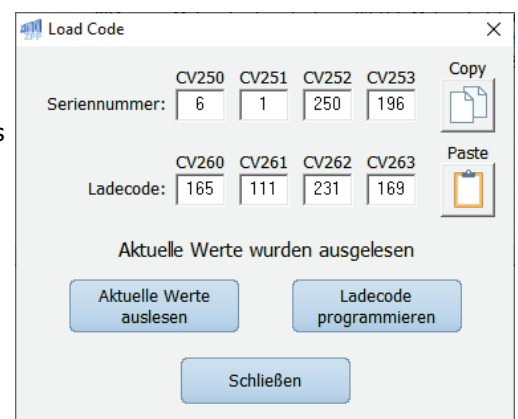 Load Code
CV250 CV251 CV252 CV253 Copy
Seriennummer: 6 1 250 196
s
CV260 CV261 CV262 CV263 Paste
Ladecode: 165 111 231 169
Aktuelle Werte wurden ausgelesen
Aktuelle Werte
auslesen
Ladecode
programmieren
Schließen